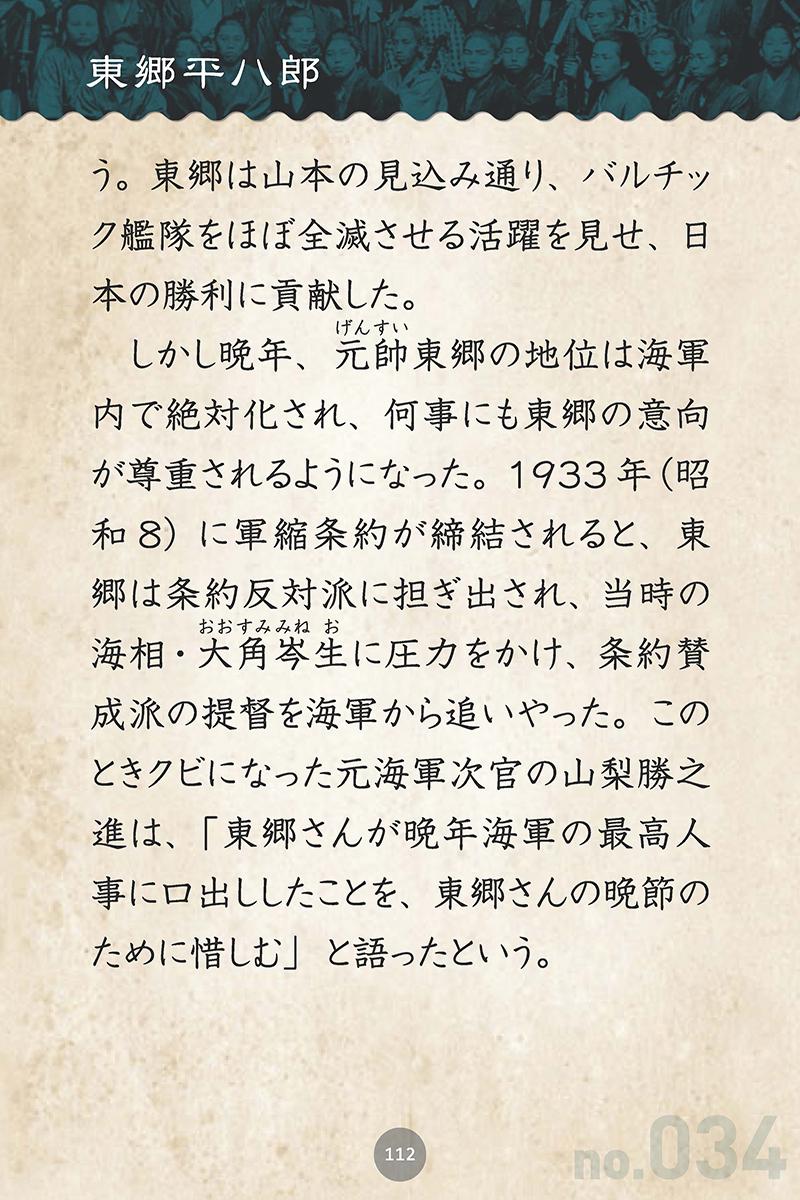 東郷平八郎
う。東郷は山本の見込み通り、バルチッ
ク艦隊をほぼ全滅させる活躍を見せ、日
本の勝利に貢献した。
げんすい
しかし晩年、元帥東郷の地位は海軍
内で絶対化され、何事にも東郷の意向
が尊重されるようになった。1933年(昭
和8)に軍縮条約が締結されると、東
郷は条約反対派に担ぎ出され、当時の
おおすみみね お
海相・大角岑生に圧力をかけ、条約賛
成派の提督を海軍から追いやった。この
ときクビになった元海軍次官の山梨勝之
進は、「東郷さんが晩年海軍の最高人
事に口出ししたことを、東郷さんの晩節の
ために惜しむ」と語ったという。
112
no.034